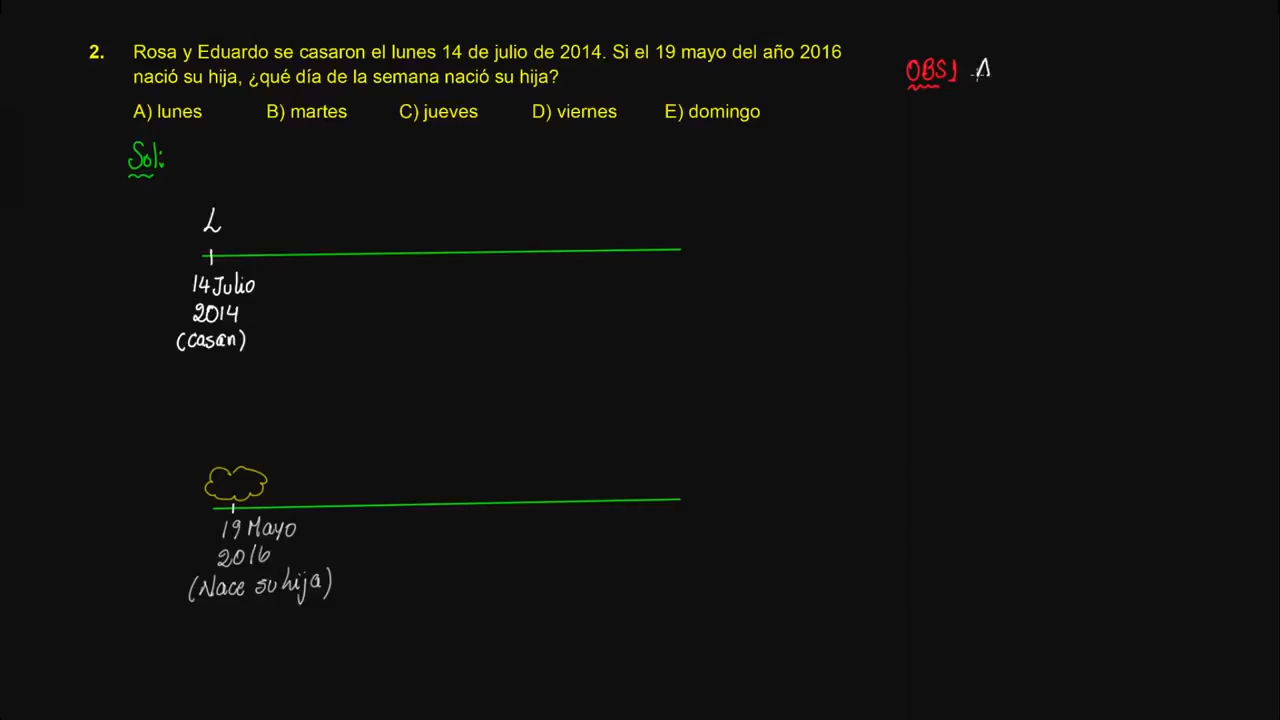 2. Rosa y Eduardo se casaron el lunes 14 de julio de 2014. Si el 19 mayo del año 2016
nació su hija, ¿qué día de la semana nació su hija?
A) lunes B) martes C) jueves D) viernes E) domingo
OBS]
Sol:
L
14 Julio
2014
(casan)
19 Mayo
2016
(Nace su hija)